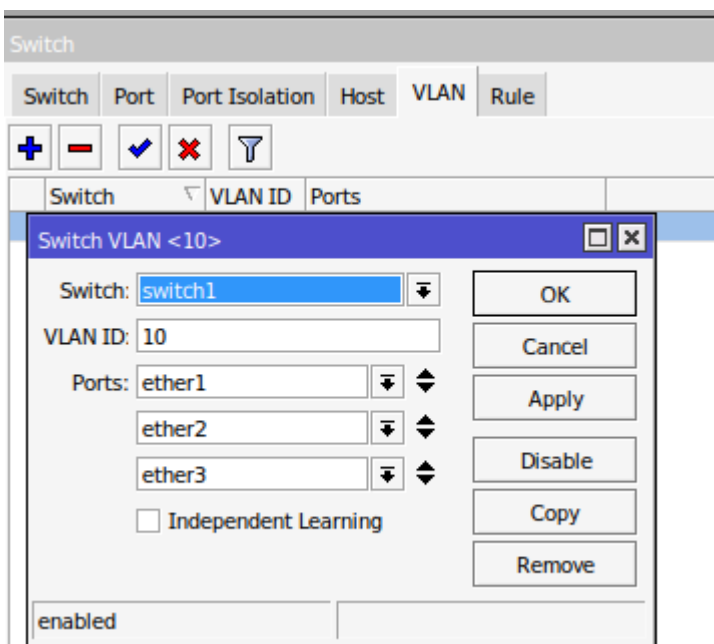 Switch
Switch Port Port Isolation Host VLAN Rule
Switch VLAN ID Ports
Switch VLAN <10>
Switch: switch1 OK
VLAN ID: 10 Cancel
Ports: ether1 Apply
ether2
ether3 Disable
Independent Learning Copy
Remove
enabled